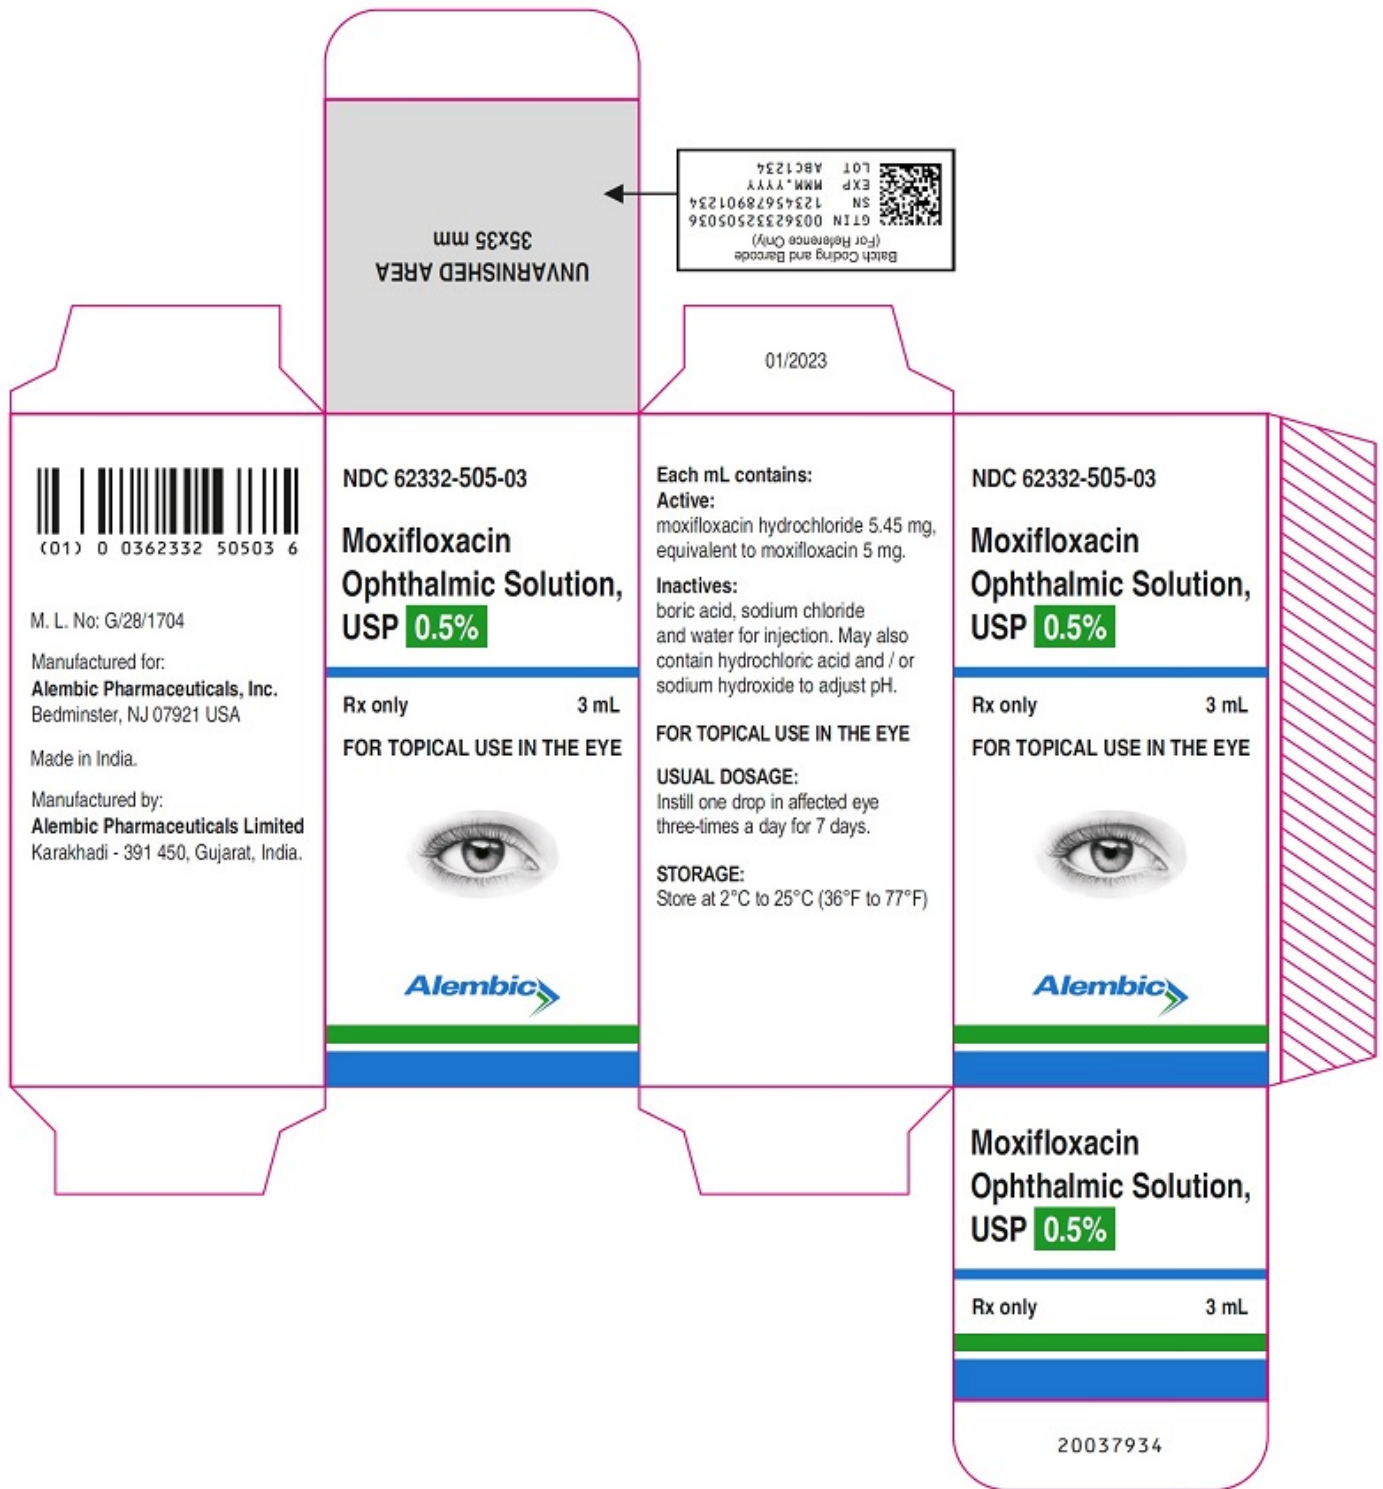 UNVARNISHED AREA
35x35 mm
Batch Coding and Barcode
(For Reference Only)
GTIN 00362332505036
SN 12345678901234
EXP MMM.YYYY
LOT ABC1234
01/2023
(01) 0 0362332 50503 6
M. L. No: G/28/1704
Manufactured for:
Alembic Pharmaceuticals, Inc.
Bedminster, NJ 07921 USA
Made in India.
Manufactured by:
Alembic Pharmaceuticals Limited
Karakhadi - 391 450, Gujarat, India.
NDC 62332-505-03
Moxifloxacin
Ophthalmic Solution,
USP 0.5%
Rx only 3 mL
FOR TOPICAL USE IN THE EYE
Alembic
Each mL contains:
Active:
moxifloxacin hydrochloride 5.45 mg,
equivalent to moxifloxacin 5 mg.
Inactives:
boric acid, sodium chloride
and water for injection. May also
contain hydrochloric acid and / or
sodium hydroxide to adjust pH.
FOR TOPICAL USE IN THE EYE
USUAL DOSAGE:
Instill one drop in affected eye
three-times a day for 7 days.
STORAGE:
Store at 2°C to 25°C (36°F to 77°F)
NDC 62332-505-03
Moxifloxacin
Ophthalmic Solution,
USP 0.5%
Rx only 3 mL
FOR TOPICAL USE IN THE EYE
Alembic
Moxifloxacin
Ophthalmic Solution,
USP 0.5%
Rx only 3 mL
20037934